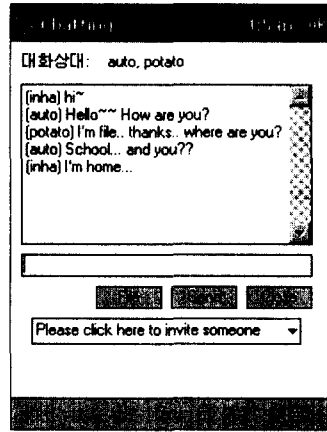 Chatting
대화상대: auto, potato
(inha) hi~
(auto) Hello~~ How are you?
(potato) I'm file.. thanks.. where are you?
(auto) School... and you??
(inha) I'm home...
Please click here to invite someone